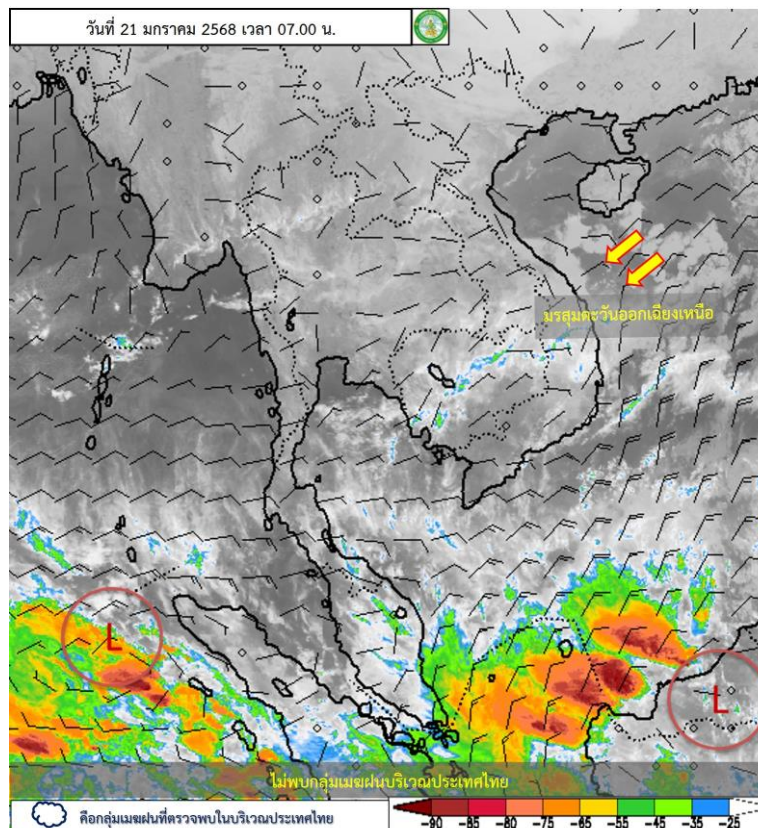 วันที่ 21 มกราคม 2568 เวลา 07.00 น.
มรสุมตะวันออกเฉียงเหนือ
L
L
ไม่พบกลุ่มเมฆฝนบริเวณประเทศไทย
คือกลุ่มเมฆฝนที่ตรวจพบในบริเวณประเทศไทย
-90 -85 -80 -75 -65 -55 -45 -35 -25